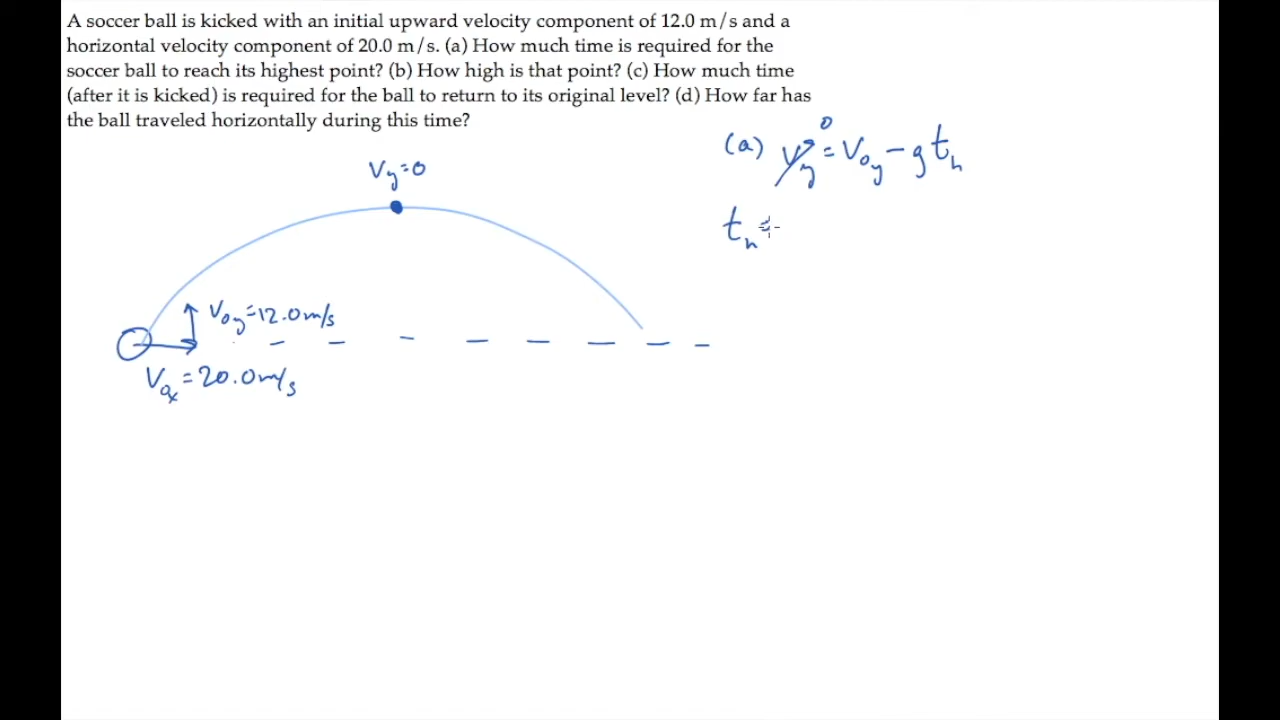 A soccer ball is kicked with an initial upward velocity component of 12.0 m/s and a
horizontal velocity component of 20.0 m/s. (a) How much time is required for the
soccer ball to reach its highest point? (b) How high is that point? (c) How much time
(after it is kicked) is required for the ball to return to its original level? (d) How far has
the ball traveled horizontally during this time?
(a) Vy = V0y - g th
0
Vy = 0
th =
V0y = 12.0 m/s
V0x = 20.0 m/s